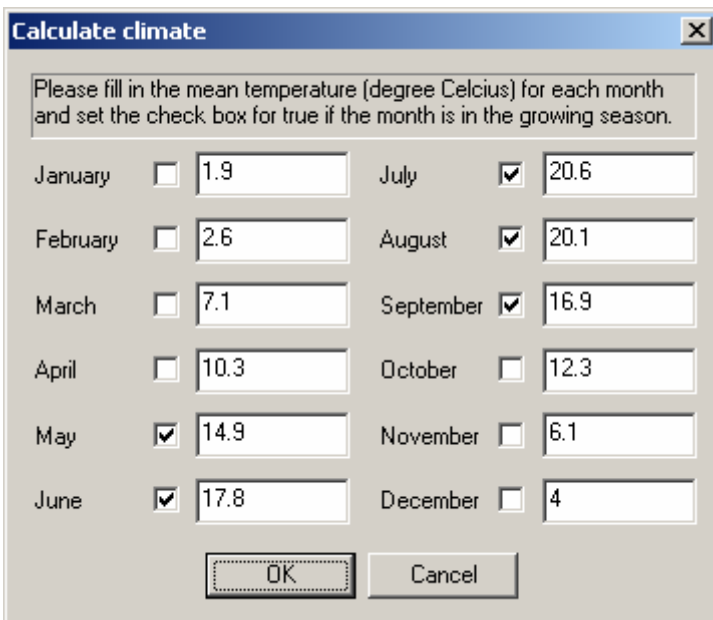 Calculate climate
Please fill in the mean temperature (degree Celcius) for each month
and set the check box for true if the month is in the growing season.
January 1.9 July 20.6
February 2.6 August 20.1
March 7.1 September 16.9
April 10.3 October 12.3
May 14.9 November 6.1
June 17.8 December 4
OK Cancel